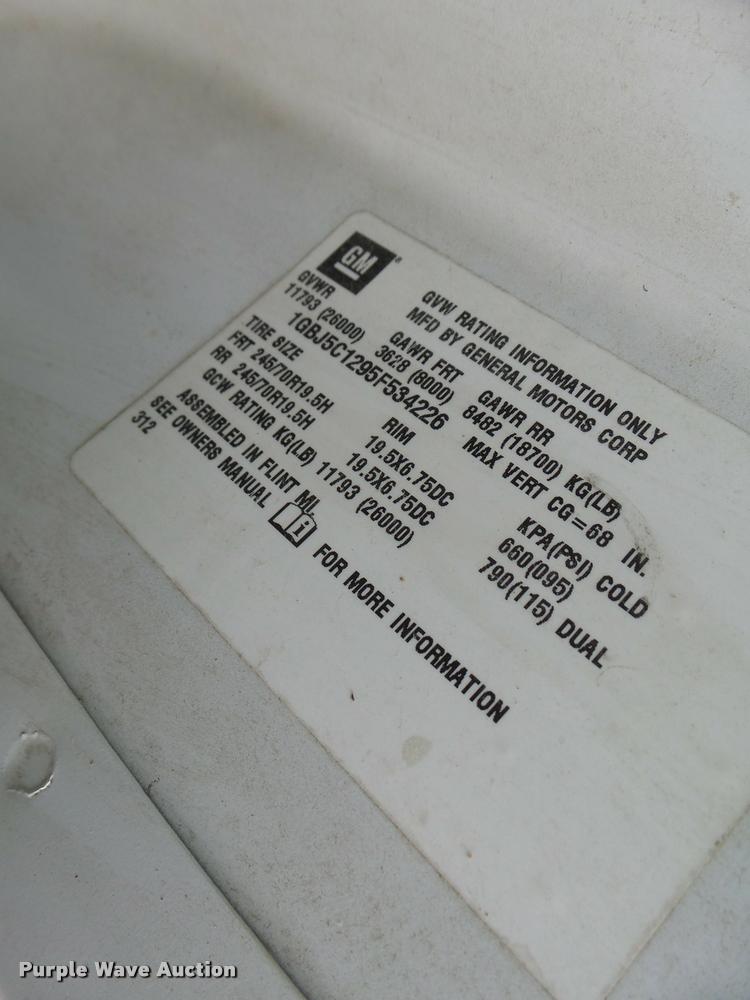 GM®
GVW RATING INFORMATION ONLY
MFD BY GENERAL MOTORS CORP
GVWR GAWR FRT GAWR RR
11793 (26000) 3628 (8000) 8482 (18700) KG(LB)
1GBJ5C1295F534226 MAX VERT CG=68 IN.
TIRE SIZE RIM KPA(PSI) COLD
FRT 245/70R19.5H 19.5X6.75DC 660(095)
RR 245/70R19.5H 19.5X6.75DC 790(115) DUAL
GCW RATING KG(LB) 11793 (26000)
ASSEMBLED IN FLINT MI.
SEE OWNERS MANUAL i FOR MORE INFORMATION
312
Purple Wave Auction